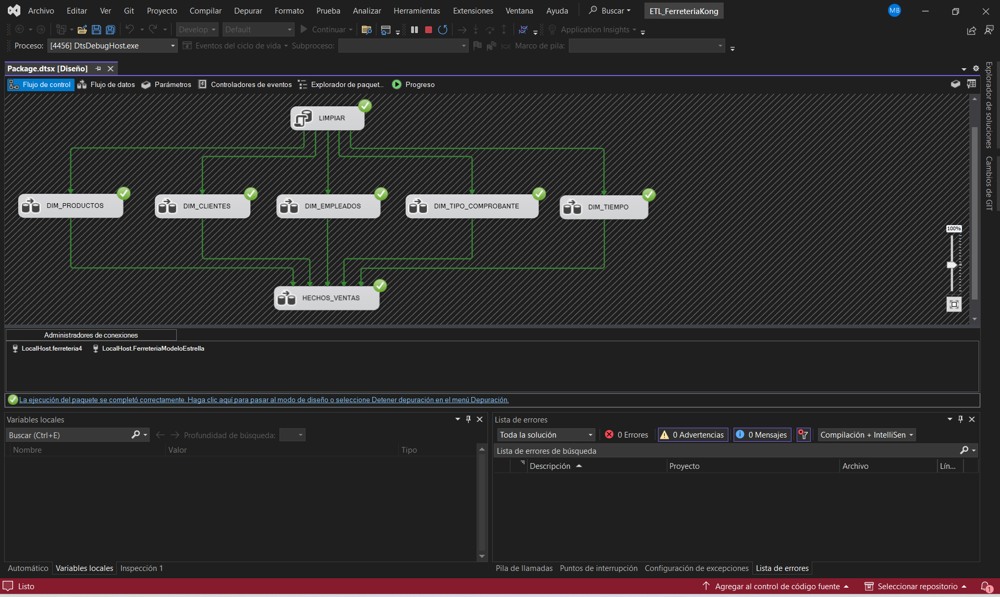 Archivo Editar Ver Git Proyecto Compilar Depurar Formato Prueba Analizar Herramientas Extensiones Ventana Ayuda Buscar ETL_FerreteriaKong MB
Develop Default Continuar Application Insights
Proceso: [4456] DtsDebugHost.exe Eventos del ciclo de vida Subproceso: Marco de pila:
Package.dtsx [Diseño]
Flujo de control Flujo de datos Parámetros Controladores de eventos Explorador de paquet... Progreso
LIMPIAR
DIM_PRODUCTOS DIM_CLIENTES DIM_EMPLEADOS DIM_TIPO_COMPROBANTE DIM_TIEMPO
100%
HECHOS_VENTAS
Explorador de soluciones
Cambios de GIT
Administradores de conexiones
LocalHost.ferreteria4 LocalHost.FerreteriaModeloEstrella
La ejecución del paquete se completó correctamente. Haga clic aquí para pasar al modo de diseño o seleccione Detener depuración en el menú Depuración.
Variables locales
Buscar (Ctrl+E) Profundidad de búsqueda:
Nombre Valor Tipo
Automático Variables locales Inspección 1
Lista de errores
Toda la solución 0 Errores 0 Advertencias 0 Mensajes Compilación + IntelliSen
Lista de errores de búsqueda
Descripción Proyecto Archivo Lín...
Pila de llamadas Puntos de interrupción Configuración de excepciones Lista de errores
Listo Agregar al control de código fuente Seleccionar repositorio 1